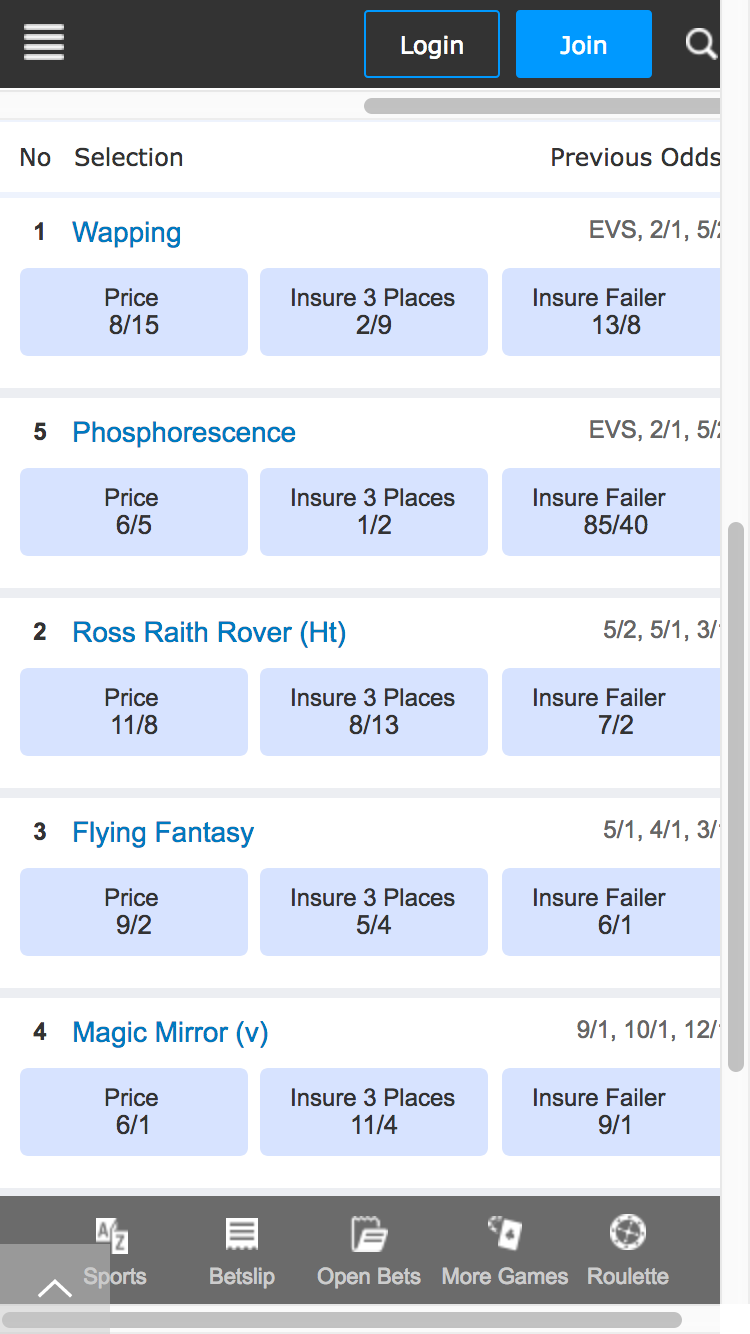 Login Join
No Selection Previous Odds
1 Wapping EVS, 2/1, 5/2
Price Insure 3 Places Insure Failer
8/15 2/9 13/8
5 Phosphorescence EVS, 2/1, 5/2
Price Insure 3 Places Insure Failer
6/5 1/2 85/40
2 Ross Raith Rover (Ht) 5/2, 5/1, 3/
Price Insure 3 Places Insure Failer
11/8 8/13 7/2
3 Flying Fantasy 5/1, 4/1, 3/
Price Insure 3 Places Insure Failer
9/2 5/4 6/1
4 Magic Mirror (v) 9/1, 10/1, 12/
Price Insure 3 Places Insure Failer
6/1 11/4 9/1
A Z
Sports Betslip Open Bets More Games Roulette